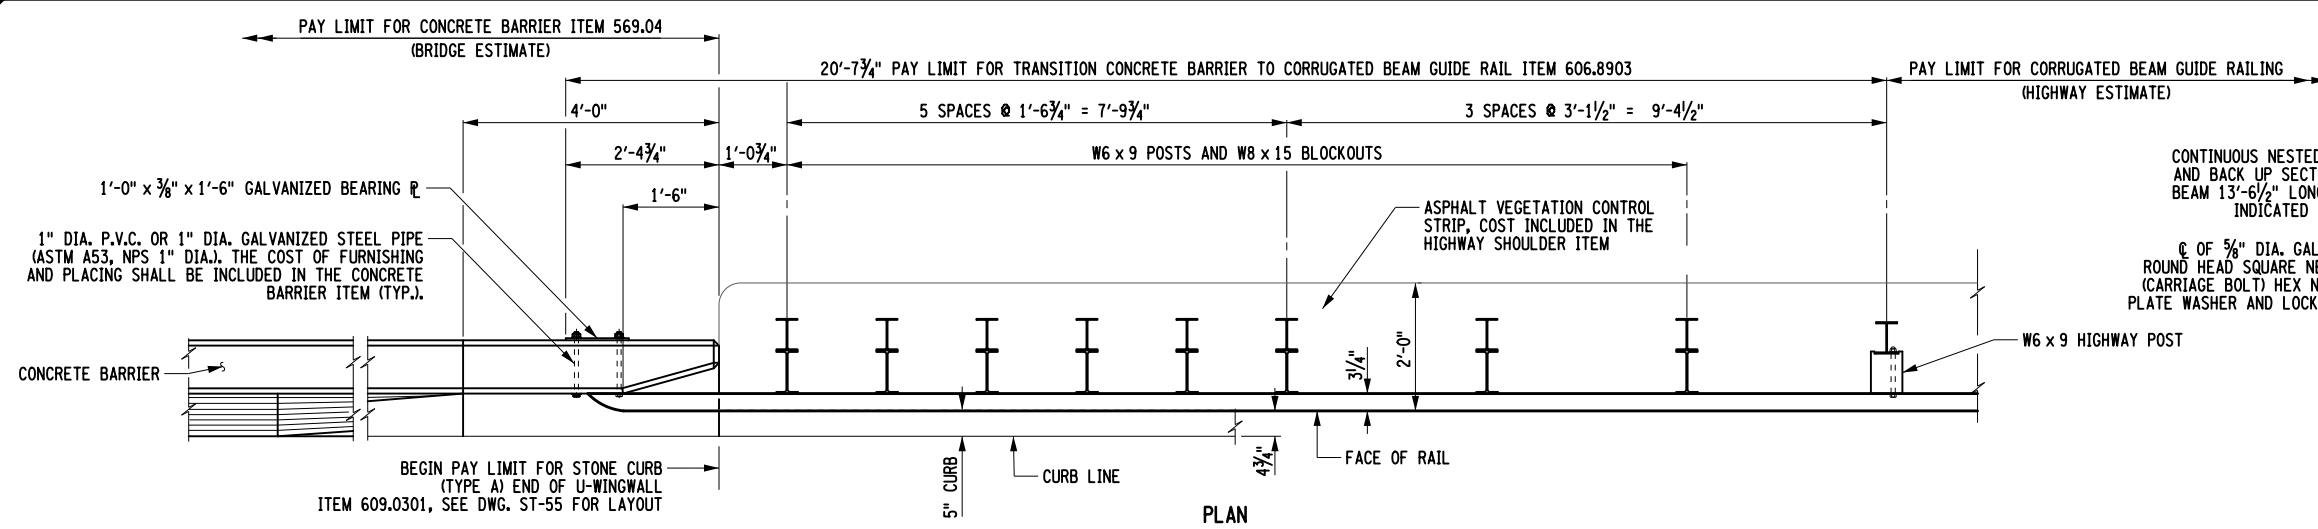 PAY LIMIT FOR CONCRETE BARRIER ITEM 569.04
(BRIDGE ESTIMATE)
20'-7¾" PAY LIMIT FOR TRANSITION CONCRETE BARRIER TO CORRUGATED BEAM GUIDE RAIL ITEM 606.8903
PAY LIMIT FOR CORRUGATED BEAM GUIDE RAILING
(HIGHWAY ESTIMATE)
4'-0"
5 SPACES @ 1'-6¾" = 7'-9¾"
3 SPACES @ 3'-1½" = 9'-4½"
2'-4¾"
1'-0¾"
W6 x 9 POSTS AND W8 x 15 BLOCKOUTS
1'-6"
1'-0" x ⅜" x 1'-6" GALVANIZED BEARING ℄
1" DIA. P.V.C. OR 1" DIA. GALVANIZED STEEL PIPE
(ASTM A53, NPS 1" DIA.). THE COST OF FURNISHING
AND PLACING SHALL BE INCLUDED IN THE CONCRETE
BARRIER ITEM (TYP.).
ASPHALT VEGETATION CONTROL
STRIP, COST INCLUDED IN THE
HIGHWAY SHOULDER ITEM
CONTINUOUS NESTED
AND BACK UP SECT
BEAM 13'-6½" LONG
INDICATED
℄ OF ⅝" DIA. GAL
ROUND HEAD SQUARE NE
(CARRIAGE BOLT) HEX N
PLATE WASHER AND LOCK
CONCRETE BARRIER
3¼"
2'-0"
W6 x 9 HIGHWAY POST
BEGIN PAY LIMIT FOR STONE CURB
(TYPE A) END OF U-WINGWALL
ITEM 609.0301, SEE DWG. ST-55 FOR LAYOUT
5" CURB
CURB LINE
4¾"
FACE OF RAIL
PLAN